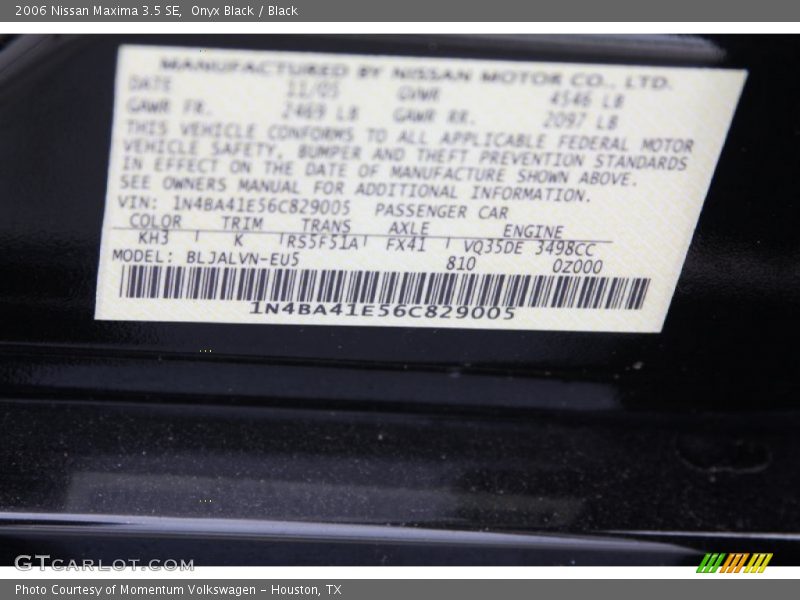 2006 Nissan Maxima 3.5 SE,  Onyx Black / Black
MANUFACTURED BY NISSAN MOTOR CO., LTD.
DATE 11/05 GVWR 4546 LB
GAWR FR. 2469 LB GAWR RR. 2097 LB
THIS VEHICLE CONFORMS TO ALL APPLICABLE FEDERAL MOTOR
VEHICLE SAFETY, BUMPER AND THEFT PREVENTION STANDARDS
IN EFFECT ON THE DATE OF MANUFACTURE SHOWN ABOVE.
SEE OWNERS MANUAL FOR ADDITIONAL INFORMATION.
VIN: 1N4BA41E56C829005 PASSENGER CAR
COLOR TRIM TRANS AXLE ENGINE
KH3 K RS5F51A FX41 VQ35DE 3498CC
MODEL: BLJALVN-EU5 810 0Z000
1N4BA41E56C829005
GTCARLOT.COM
Photo Courtesy of Momentum Volkswagen - Houston, TX